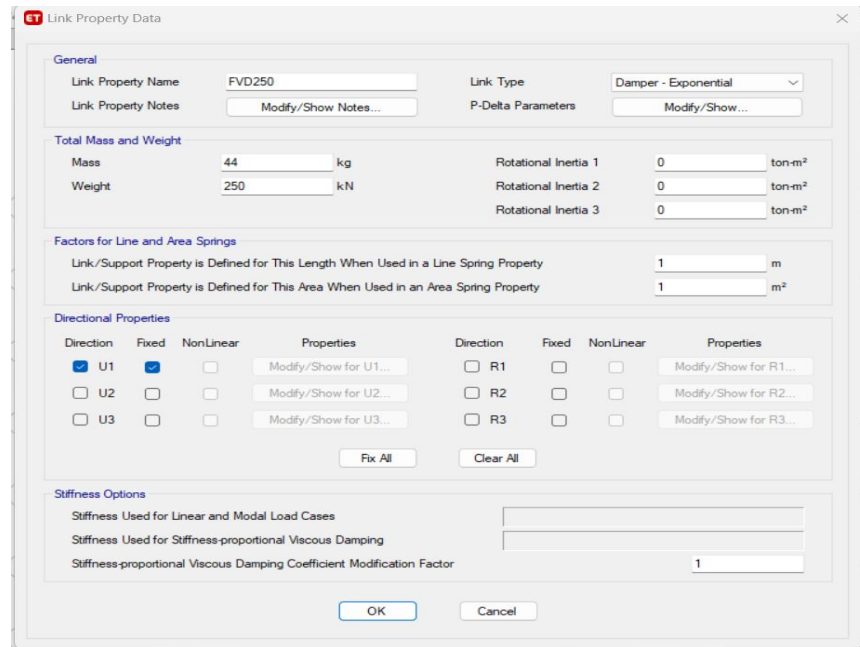 ET Link Property Data
General
Link Property Name FVD250 Link Type Damper - Exponential
Link Property Notes Modify/Show Notes... P-Delta Parameters Modify/Show...
Total Mass and Weight
Mass 44 kg Rotational Inertia 1 0 ton-m²
Weight 250 kN Rotational Inertia 2 0 ton-m²
Rotational Inertia 3 0 ton-m²
Factors for Line and Area Springs
Link/Support Property is Defined for This Length When Used in a Line Spring Property 1 m
Link/Support Property is Defined for This Area When Used in an Area Spring Property 1 m²
Directional Properties
Direction Fixed NonLinear Properties Direction Fixed NonLinear Properties
U1 Modify/Show for U1... R1 Modify/Show for R1...
U2 Modify/Show for U2... R2 Modify/Show for R2...
U3 Modify/Show for U3... R3 Modify/Show for R3...
Fix All Clear All
Stiffness Options
Stiffness Used for Linear and Modal Load Cases
Stiffness Used for Stiffness-proportional Viscous Damping
Stiffness-proportional Viscous Damping Coefficient Modification Factor 1
OK Cancel